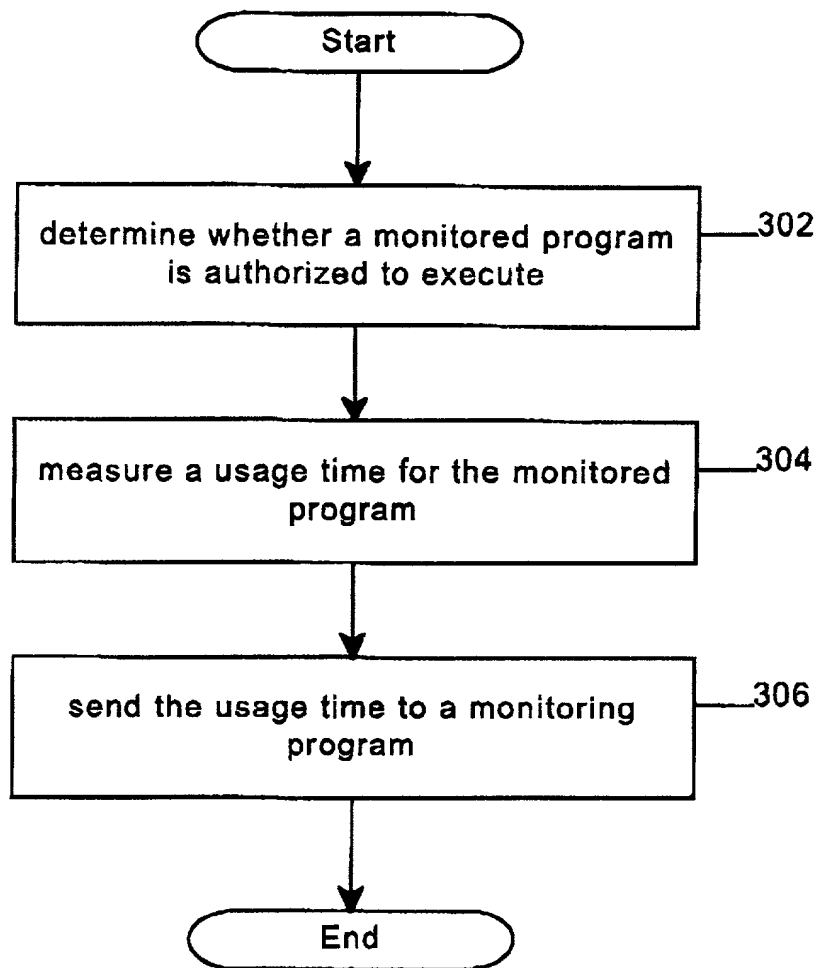 Start
determine whether a monitored program
is authorized to execute
302
measure a usage time for the monitored
program
304
send the usage time to a monitoring
program
306
End